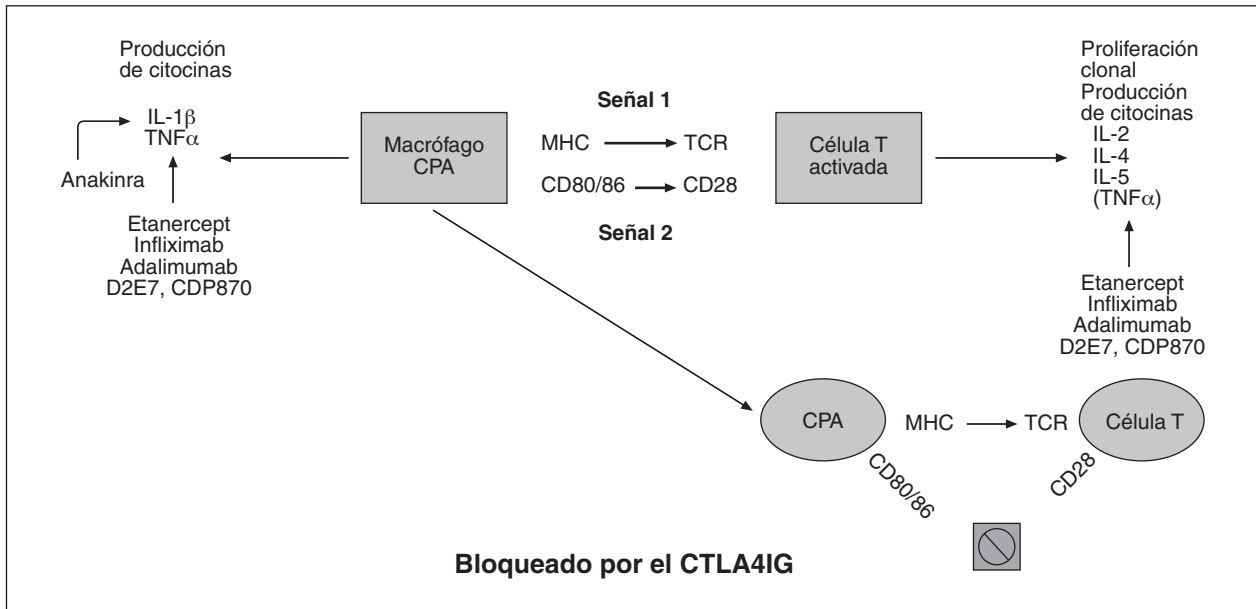 Producción
de citocinas
IL-1β
TNFα
Anakinra
Etanercept
Infliximab
Adalimumab
D2E7, CDP870
Macrófago
CPA
Señal 1
MHC
TCR
CD80/86
CD28
Señal 2
Célula T
activada
Proliferación
clonal
Producción
de citocinas
IL-2
IL-4
IL-5
(TNFα)
Etanercept
Infliximab
Adalimumab
D2E7, CDP870
CPA
MHC
TCR
Célula T
CD80/86
CD28
Bloqueado por el CTLA4IG